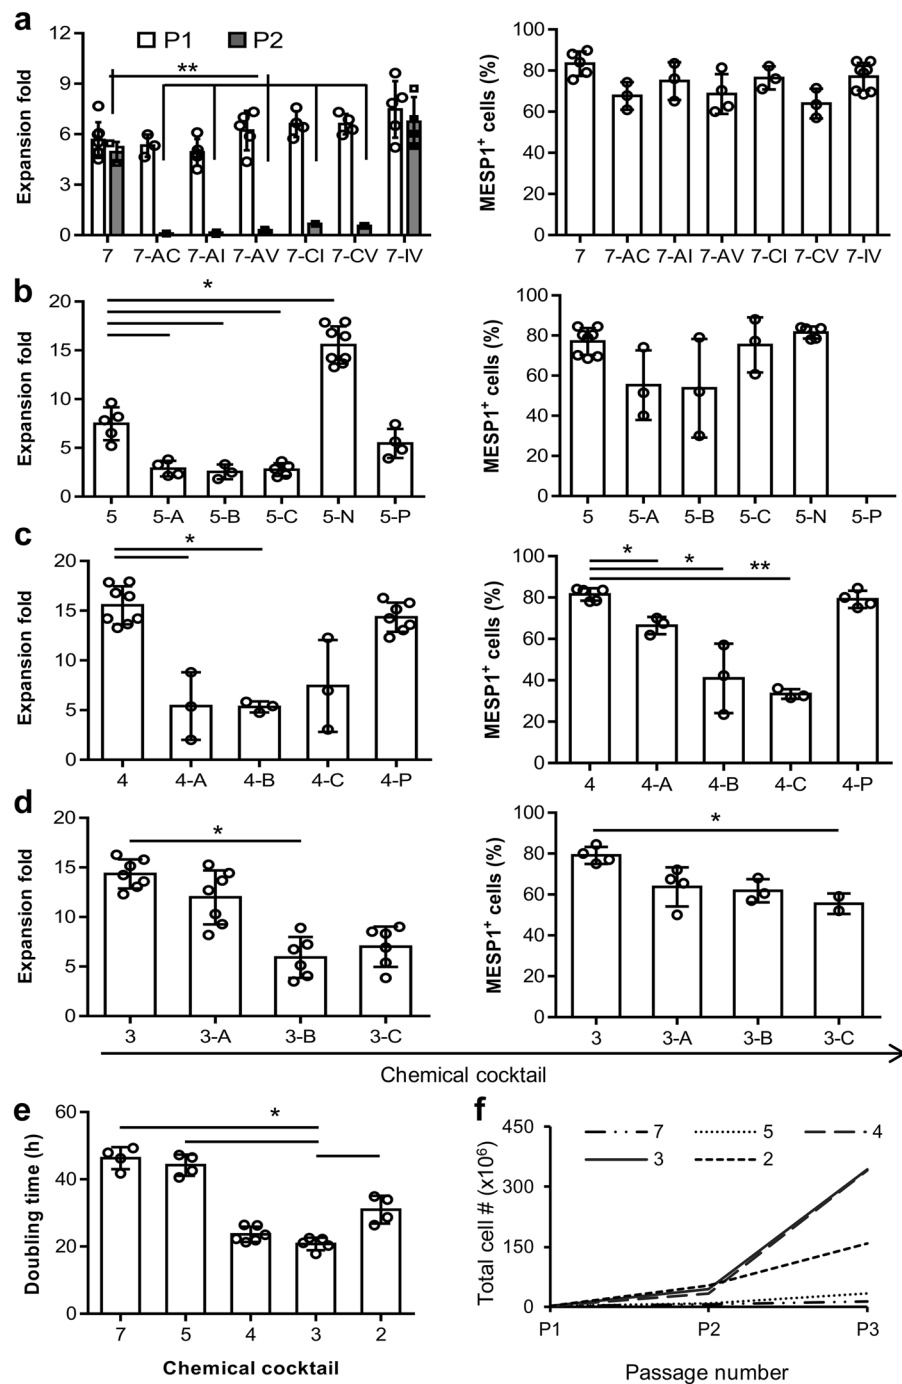 a
P1 P2
Expansion fold
12
9
6
3
0
**
7 7-AC 7-AI 7-AV 7-CI 7-CV 7-IV
MESP1+ cells (%)
100
80
60
40
20
0
7 7-AC 7-AI 7-AV 7-CI 7-CV 7-IV
b
Expansion fold
20
15
10
5
0
*
5 5-A 5-B 5-C 5-N 5-P
MESP1+ cells (%)
100
80
60
40
20
0
5 5-A 5-B 5-C 5-N 5-P
c
Expansion fold
20
15
10
5
0
*
4 4-A 4-B 4-C 4-P
MESP1+ cells (%)
100
80
60
40
20
0
*
*
**
4 4-A 4-B 4-C 4-P
d
Expansion fold
20
15
10
5
0
*
3 3-A 3-B 3-C
MESP1+ cells (%)
100
80
60
40
20
0
*
3 3-A 3-B 3-C
Chemical cocktail
e
Doubling time (h)
60
40
20
0
*
7 5 4 3 2
Chemical cocktail
f
Total cell # (x10⁶)
450
300
150
0
7 5 4
3 2
P1 P2 P3
Passage number